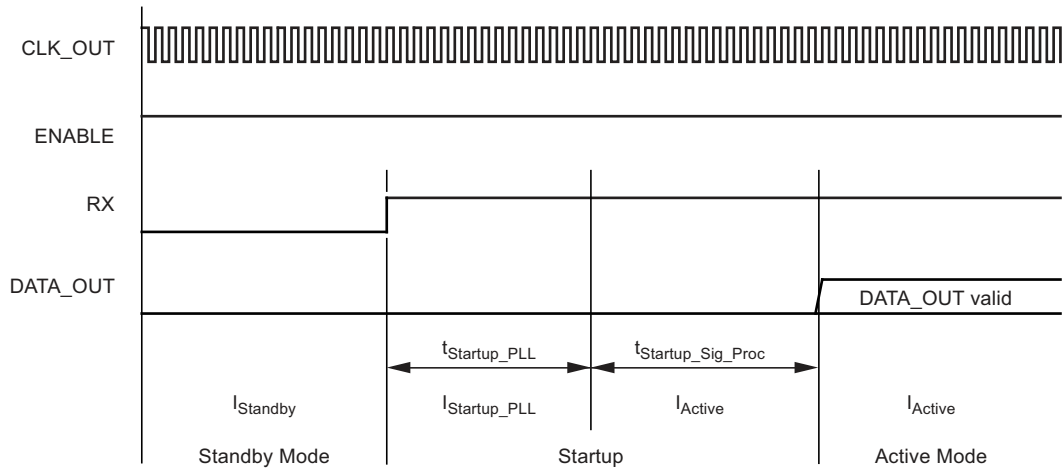 CLK_OUT
ENABLE
RX
DATA_OUT
DATA_OUT valid
tStartup_PLL
tStartup_Sig_Proc
IStandby
IStartup_PLL
IActive
IActive
Standby Mode
Startup
Active Mode